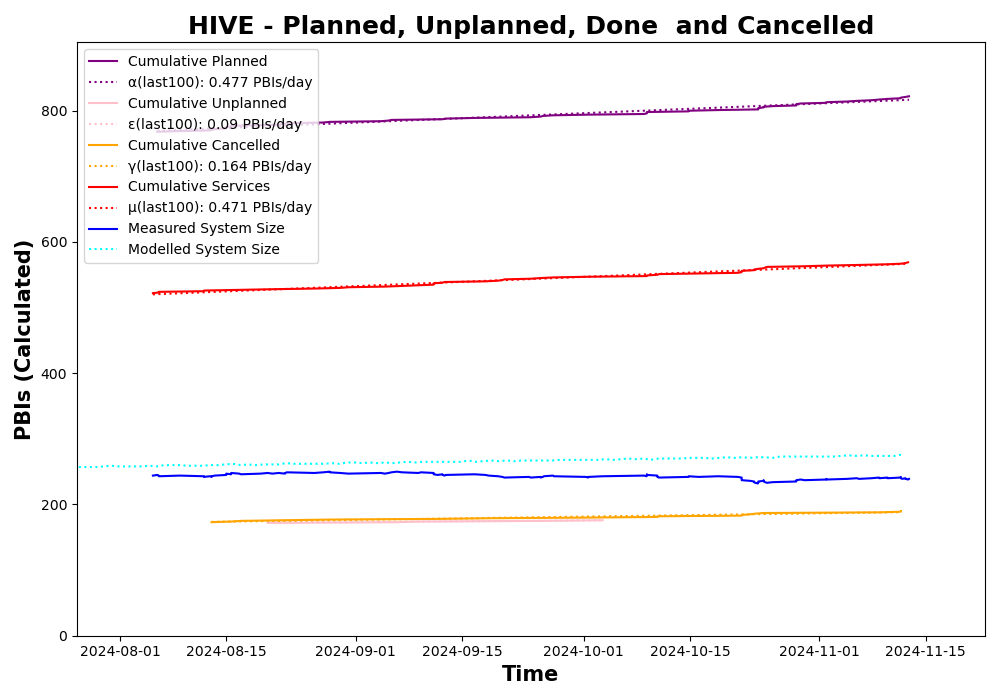 HIVE - Planned, Unplanned, Done  and Cancelled
Cumulative Planned
α(last100): 0.477 PBIs/day
Cumulative Unplanned
ε(last100): 0.09 PBIs/day
Cumulative Cancelled
γ(last100): 0.164 PBIs/day
Cumulative Services
μ(last100): 0.471 PBIs/day
Measured System Size
Modelled System Size
PBIs (Calculated)
800
600
400
200
0
2024-08-01
2024-08-15
2024-09-01
2024-09-15
2024-10-01
2024-10-15
2024-11-01
2024-11-15
Time